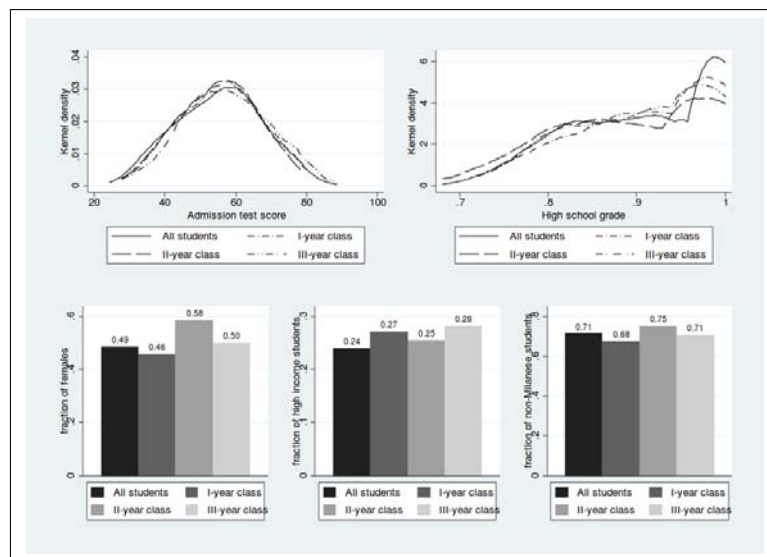 .04
.03
.02
.01
0
Kernel density
20 40 60 80 100
Admission test score
All students I-year class
II-year class III-year class
6
4
2
0
Kernel density
.7 .8 .9 1
High school grade
All students I-year class
II-year class III-year class
.6
.4
.2
0
fraction of females
0.49 0.46 0.58 0.50
All students I-year class
II-year class III-year class
.3
.2
.1
0
fraction of high income students
0.24 0.27 0.25 0.28
All students I-year class
II-year class III-year class
.8
.6
.4
.2
0
fraction of non-Milanese_students
0.71 0.68 0.75 0.71
All students I-year class
II-year class III-year class